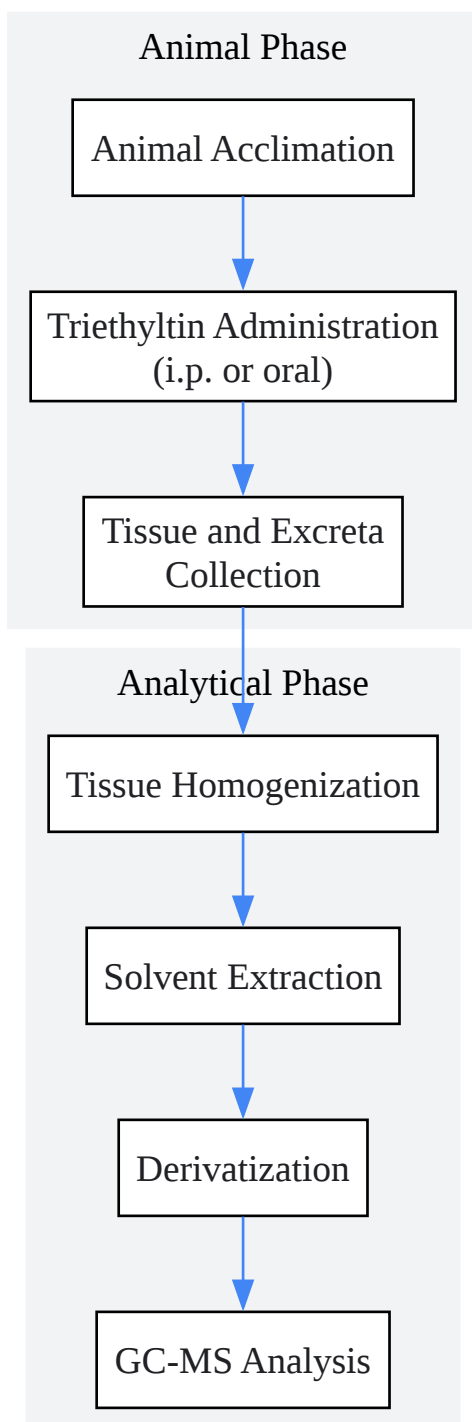 Animal Phase
Animal Acclimation
Triethyltin Administration
(i.p. or oral)
Tissue and Excreta
Collection
Analytical Phase
Tissue Homogenization
Solvent Extraction
Derivatization
GC-MS Analysis